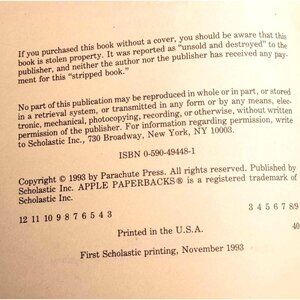 If you purchased this book without a cover, you should be aware that this
book is stolen property. It was reported as "unsold and destroyed" to the
publisher, and neither the author nor the publisher has received any pay-
ment for this "stripped book."
No part of this publication may be reproduced in whole or in part, or stored
in a retrieval system, or transmitted in any form or by any means, elec-
tronic, mechanical, photocopying, recording, or otherwise, without written
permission of the publisher. For information regarding permission, write
to Scholastic Inc., 730 Broadway, New York, NY 10003.
ISBN 0-590-49448-1
Copyright © 1993 by Parachute Press. All rights reserved. Published by
Scholastic Inc. APPLE PAPERBACKS® is a registered trademark of
Scholastic Inc.
12 11 10 9 8 7 6 5 4 3 3 4 5 6 7 8/9
Printed in the U.S.A. 40
First Scholastic printing, November 1993